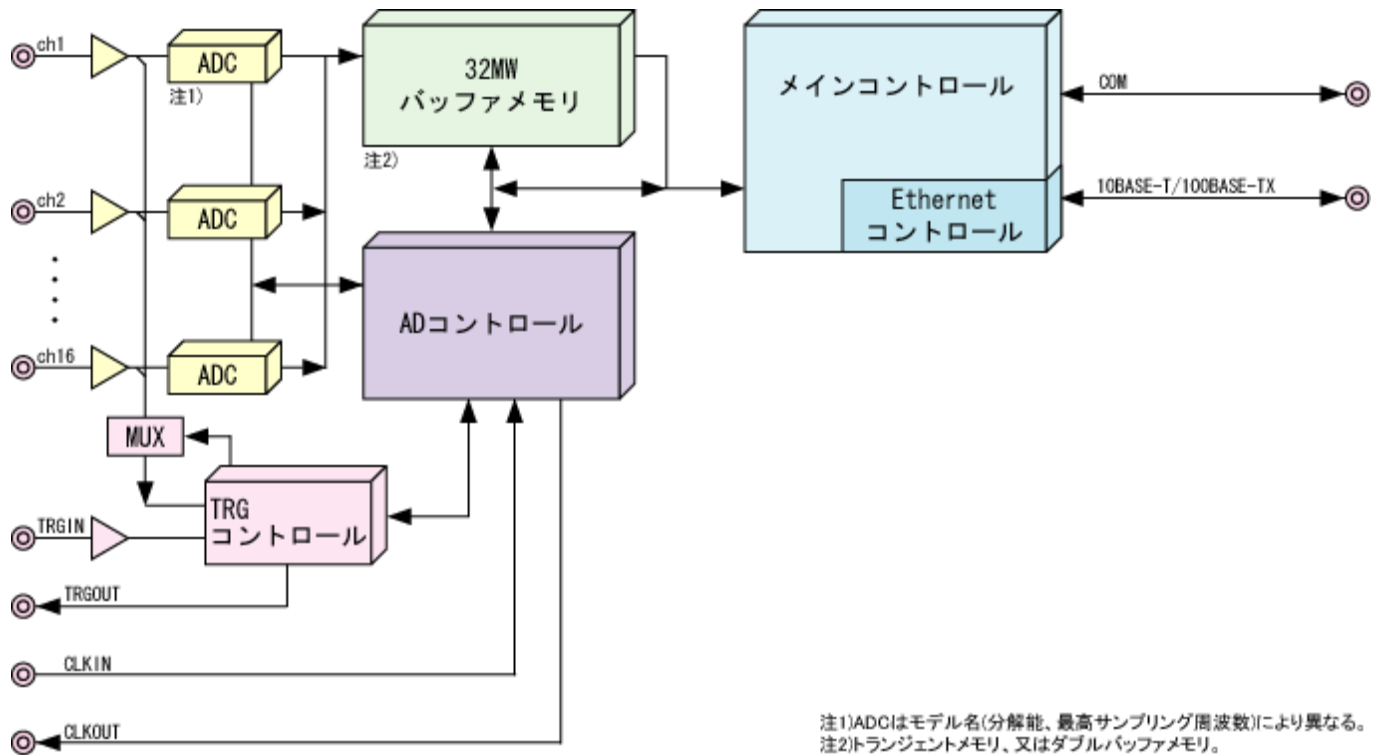 ch1
ADC
注1)
32MW
バッファメモリ
注2)
メインコントロール
COM
Ethernet
コントロール
10BASE-T/100BASE-TX
ch2
ADC
ADコントロール
ch16
ADC
MUX
TRG
コントロール
TRGIN
TRGOUT
CLKIN
CLKOUT
注1)ADCはモデル名(分解能、最高サンプリング周波数)により異なる。
注2)トランジェントメモリ、又はダブルバッファメモリ。